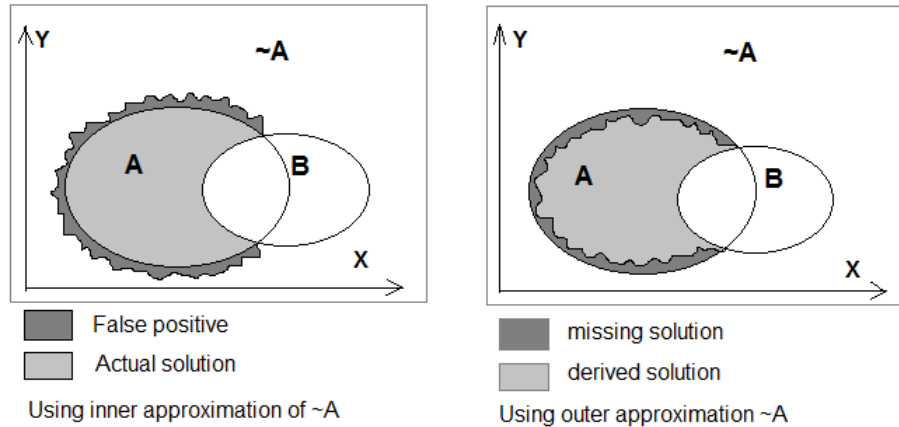 Y
~A
A
B
X
False positive
Actual solution
Using inner approximation of ~A
Y
~A
A
B
X
missing solution
derived solution
Using outer approximation ~A